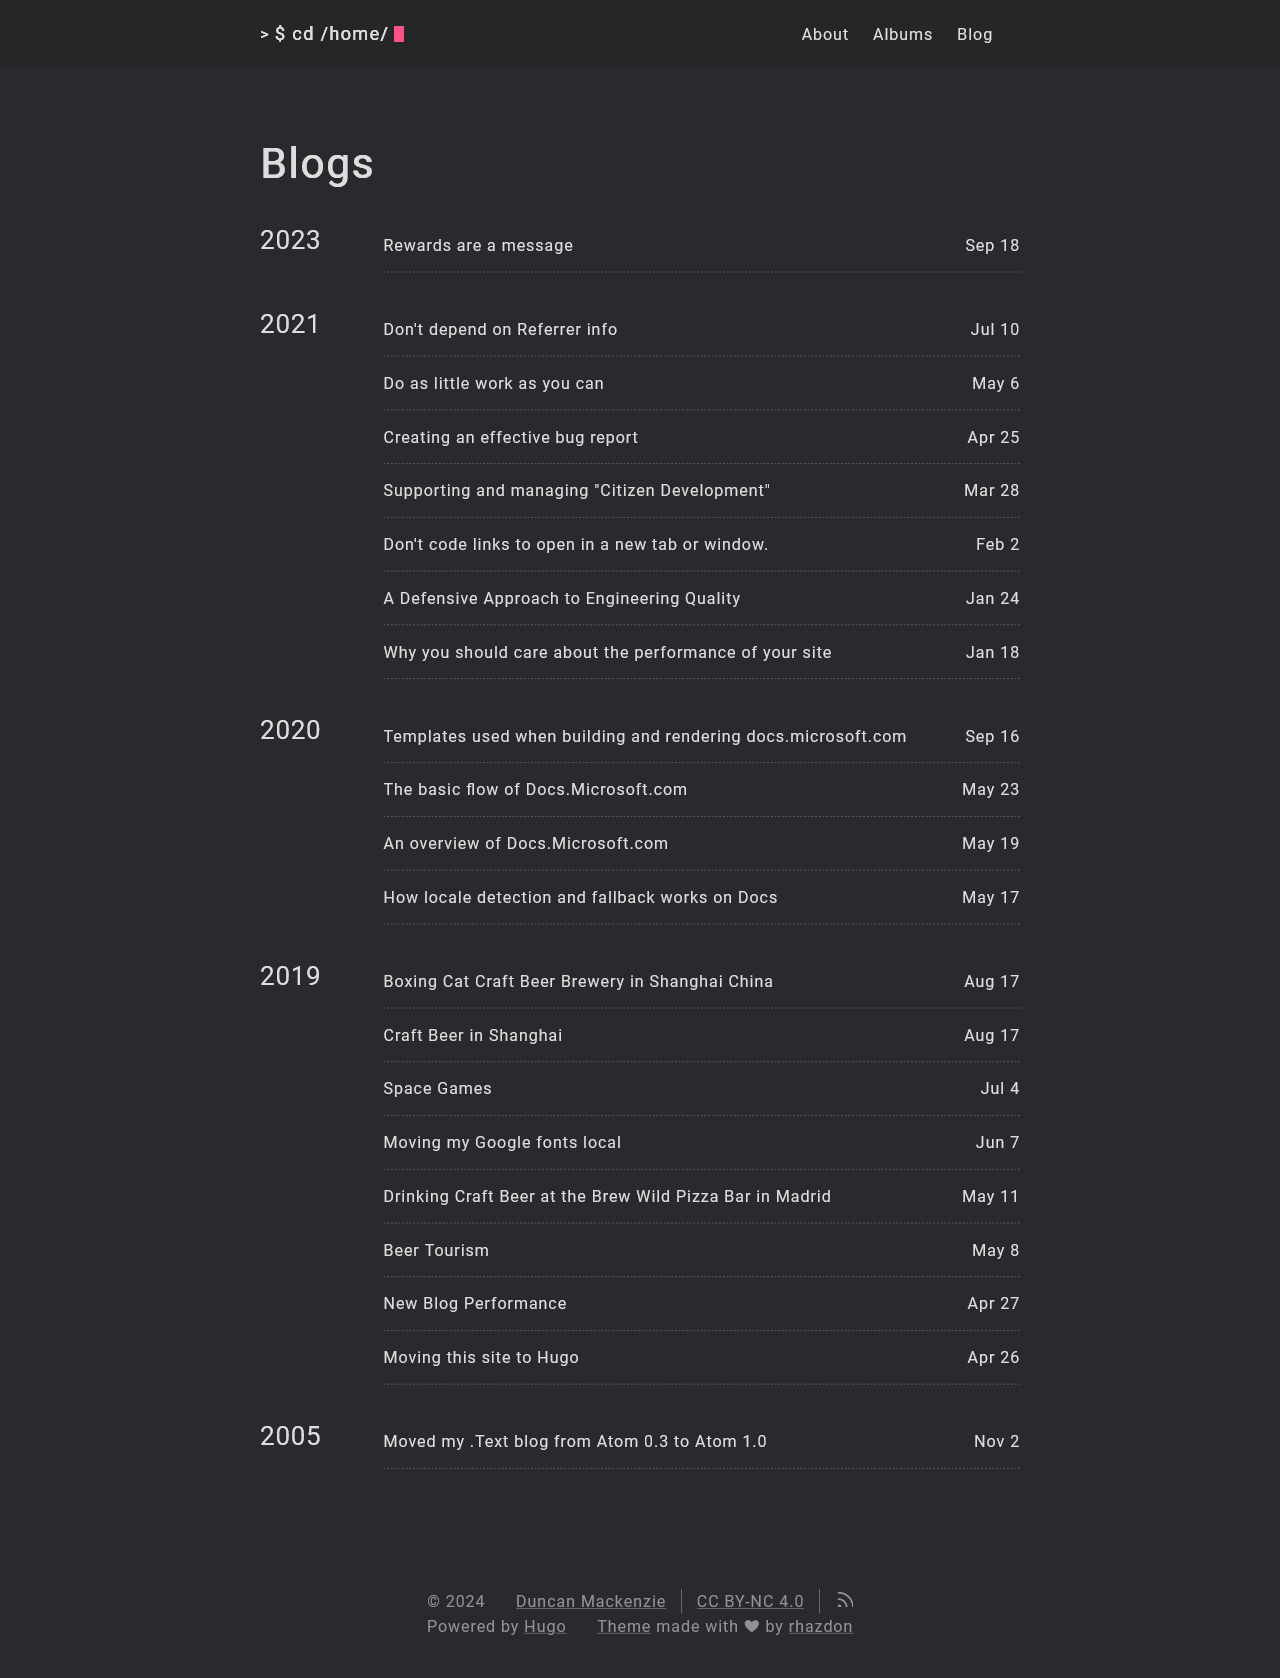 > $ cd /home/
About Albums Blog
Blogs
2023
Rewards are a message Sep 18
2021
Don't depend on Referrer info Jul 10
Do as little work as you can May 6
Creating an effective bug report Apr 25
Supporting and managing "Citizen Development" Mar 28
Don't code links to open in a new tab or window. Feb 2
A Defensive Approach to Engineering Quality Jan 24
Why you should care about the performance of your site Jan 18
2020
Templates used when building and rendering docs.microsoft.com Sep 16
The basic flow of Docs.Microsoft.com May 23
An overview of Docs.Microsoft.com May 19
How locale detection and fallback works on Docs May 17
2019
Boxing Cat Craft Beer Brewery in Shanghai China Aug 17
Craft Beer in Shanghai Aug 17
Space Games Jul 4
Moving my Google fonts local Jun 7
Drinking Craft Beer at the Brew Wild Pizza Bar in Madrid May 11
Beer Tourism May 8
New Blog Performance Apr 27
Moving this site to Hugo Apr 26
2005
Moved my .Text blog from Atom 0.3 to Atom 1.0 Nov 2
© 2024 Duncan Mackenzie CC BY-NC 4.0
Powered by Hugo Theme made with ♥ by rhazdon